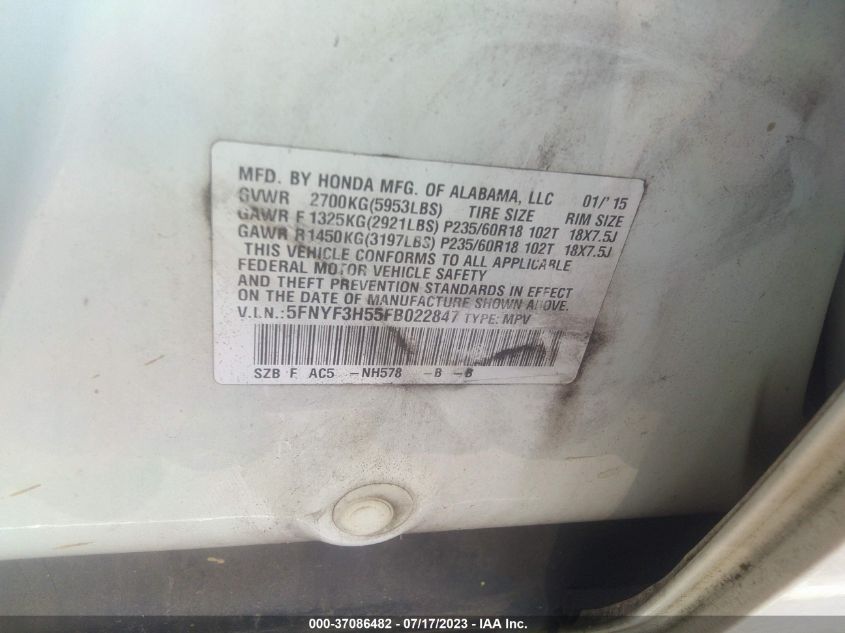 MFD. BY HONDA MFG. OF ALABAMA, LLC 01/'15
GVWR 2700KG(5953LBS) TIRE SIZE RIM SIZE
GAWR F 1325KG(2921LBS) P235/60R18 102T 18X7.5J
GAWR R1450KG(3197LBS) P235/60R18 102T 18X7.5J
THIS VEHICLE CONFORMS TO ALL APPLICABLE
FEDERAL MOTOR VEHICLE SAFETY
AND THEFT PREVENTION STANDARDS IN EFFECT
ON THE DATE OF MANUFACTURE SHOWN ABOVE.
V.I.N.:5FNYF3H55FB022847 TYPE: MPV
SZB F AC5 -NH578 -B -B
000-37086482 - 07/17/2023 - IAA Inc.